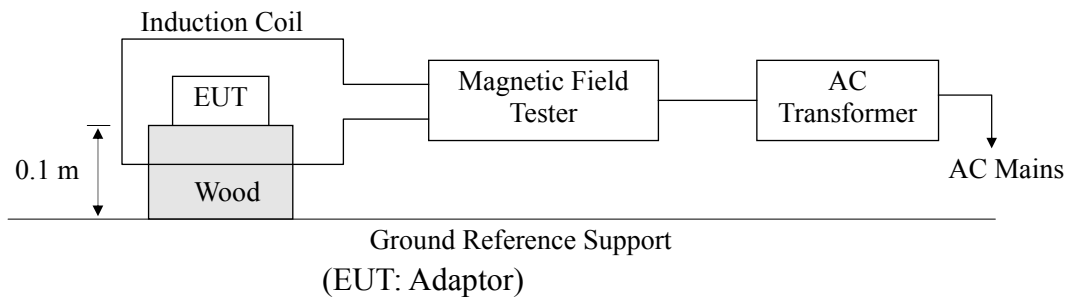 Induction Coil
EUT
Magnetic Field
Tester
AC
Transformer
0.1 m
Wood
AC Mains
Ground Reference Support
(EUT: Adaptor)